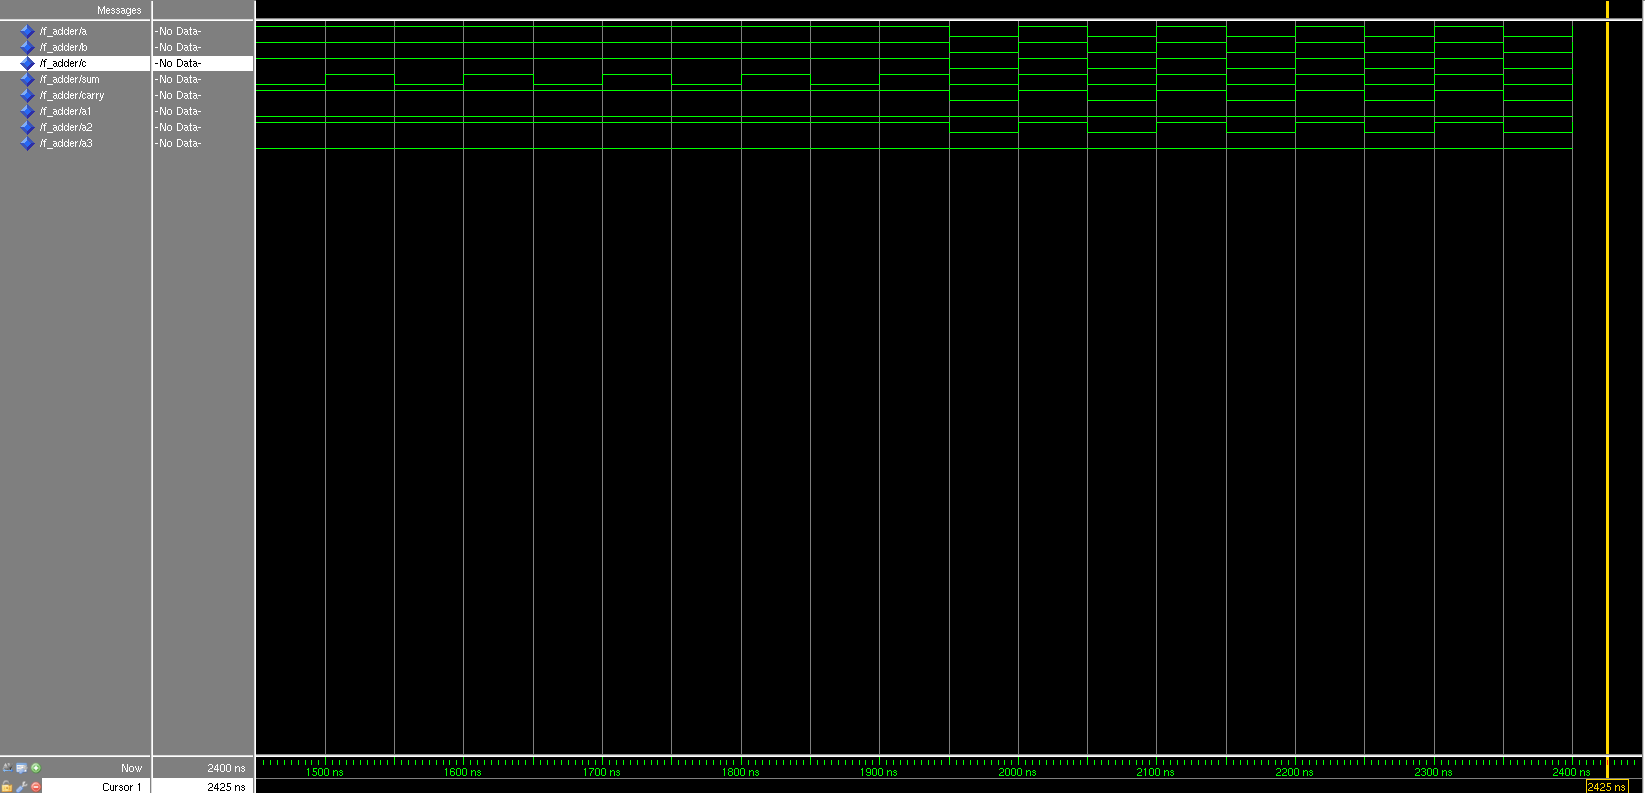 Messages
/f_adder/a -No Data-
/f_adder/b -No Data-
/f_adder/c -No Data-
/f_adder/sum -No Data-
/f_adder/carry -No Data-
/f_adder/a1 -No Data-
/f_adder/a2 -No Data-
/f_adder/a3 -No Data-
Now 2400 ns 1500 ns 1600 ns 1700 ns 1800 ns 1900 ns 2000 ns 2100 ns 2200 ns 2300 ns 2400 ns
Cursor 1 2425 ns 2425 ns